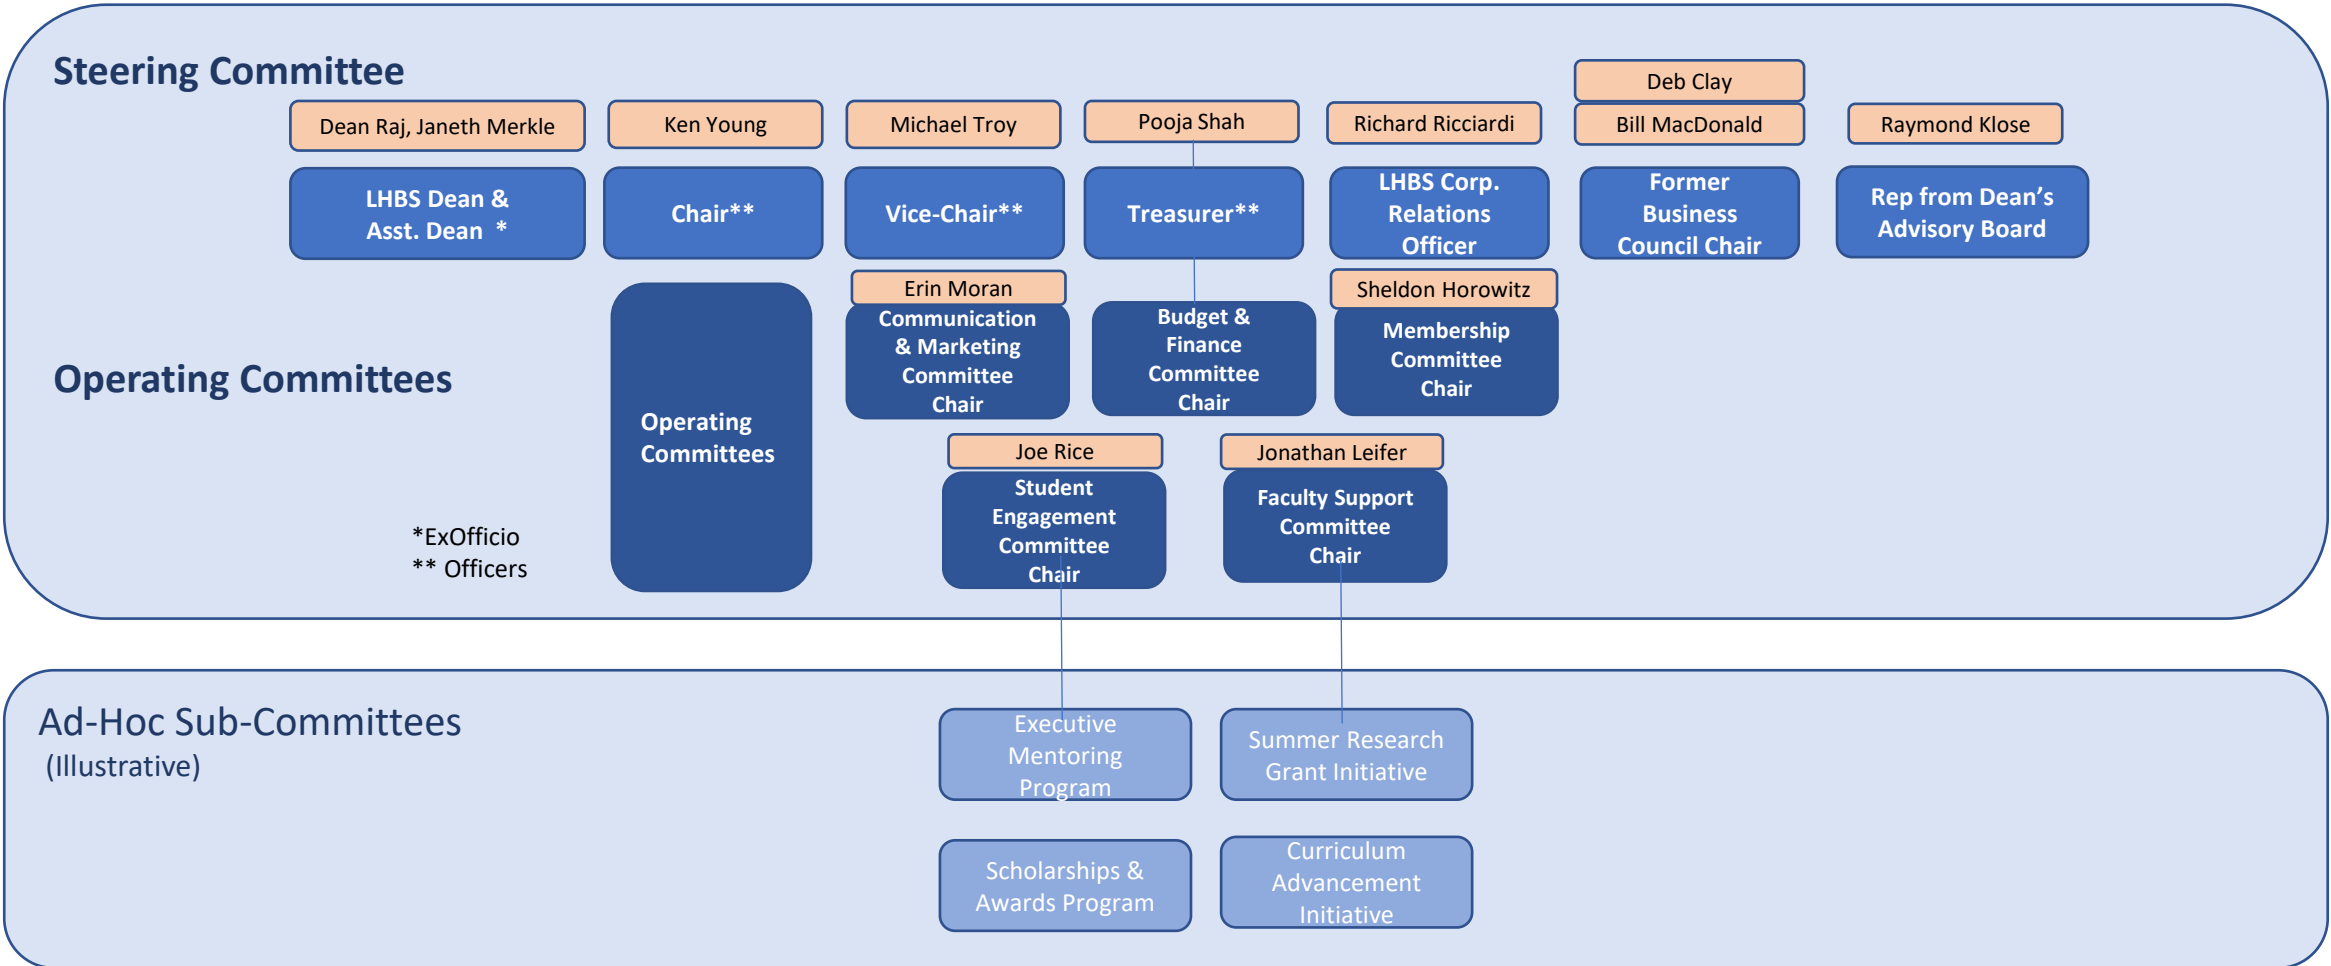 Steering Committee
Dean Raj, Janeth Merkle
LHBS Dean &
Asst. Dean *
Ken Young
Chair**
Michael Troy
Vice-Chair**
Pooja Shah
Treasurer**
Richard Ricciardi
LHBS Corp.
Relations
Officer
Deb Clay
Bill MacDonald
Former
Business
Council Chair
Raymond Klose
Rep from Dean’s
Advisory Board
Operating Committees
Operating
Committees
Erin Moran
Communication
& Marketing
Committee
Chair
Budget &
Finance
Committee
Chair
Sheldon Horowitz
Membership
Committee
Chair
Joe Rice
Student
Engagement
Committee
Chair
Jonathan Leifer
Faculty Support
Committee
Chair
*ExOfficio
** Officers
Ad-Hoc Sub-Committees
(Illustrative)
Executive
Mentoring
Program
Summer Research
Grant Initiative
Scholarships &
Awards Program
Curriculum
Advancement
Initiative